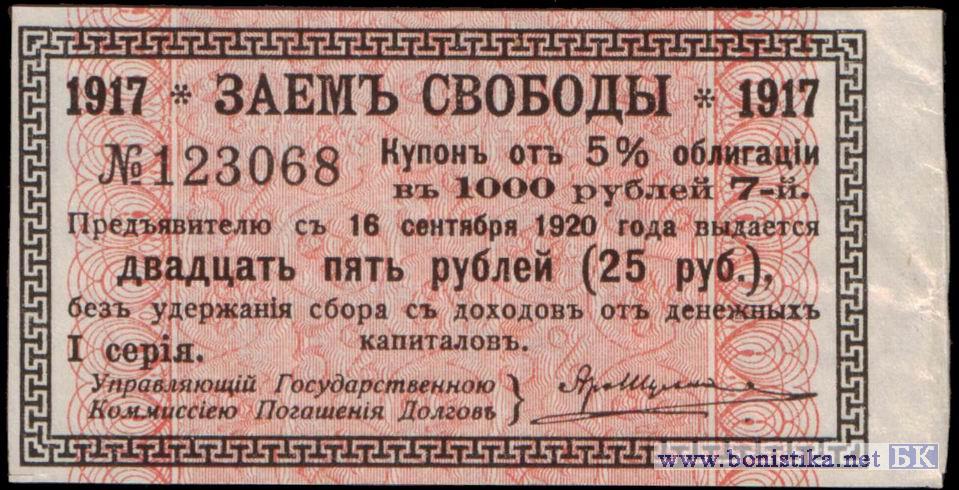 1917 * ЗАЕМЪ СВОБОДЫ * 1917
№123068
Купонъ отъ 5% облигаціи
въ 1000 рублей 7-й.
Предъявителю съ 16 сентября 1920 года выдается
двадцать пять рублей (25 руб.),
безъ удержанія сбора съ доходовъ отъ денежныхъ
капиталовъ.
I серія.
Управляющій Государственною
Коммиссіею Погашенія Долговъ
www.bonistika.net БК